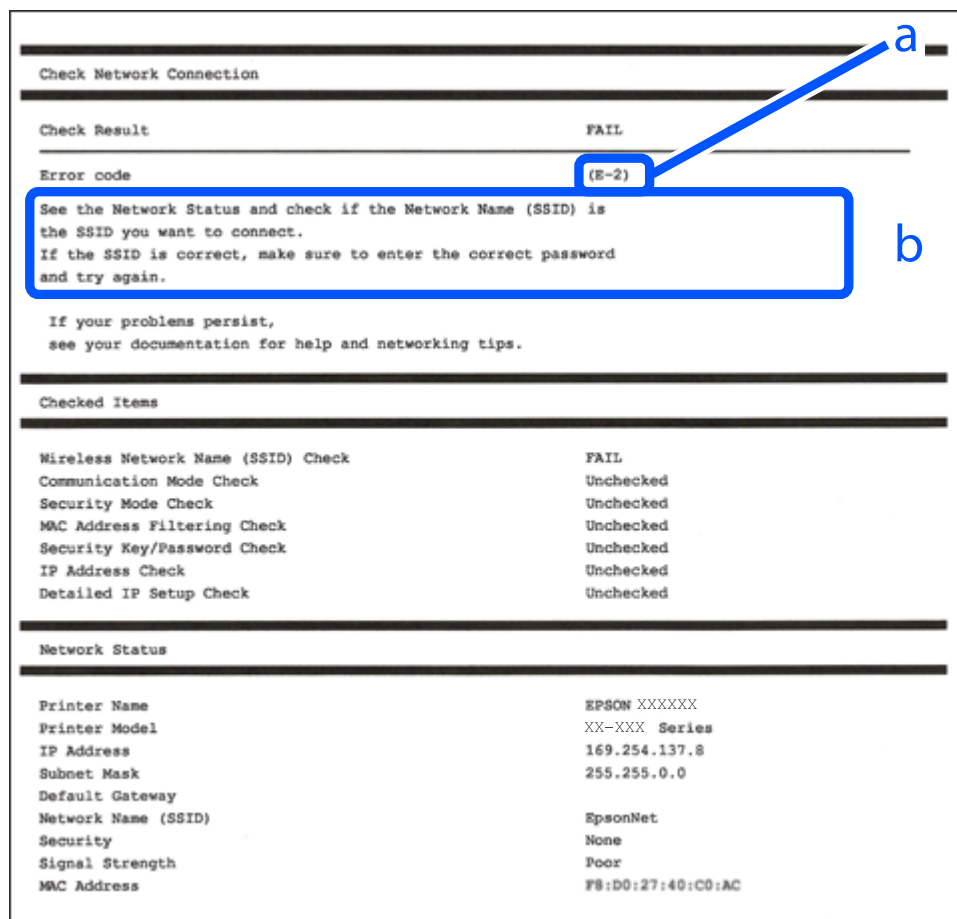 a
Check Network Connection
Check Result FAIL
Error code (E-2)
See the Network Status and check if the Network Name (SSID) is
the SSID you want to connect.
If the SSID is correct, make sure to enter the correct password
and try again.
b
If your problems persist,
see your documentation for help and networking tips.
Checked Items
Wireless Network Name (SSID) Check FAIL
Communication Mode Check Unchecked
Security Mode Check Unchecked
MAC Address Filtering Check Unchecked
Security Key/Password Check Unchecked
IP Address Check Unchecked
Detailed IP Setup Check Unchecked
Network Status
Printer Name EPSON XXXXXX
Printer Model XX-XXX Series
IP Address 169.254.137.8
Subnet Mask 255.255.0.0
Default Gateway
Network Name (SSID) EpsonNet
Security None
Signal Strength Poor
MAC Address F8:D0:27:40:C0:AC